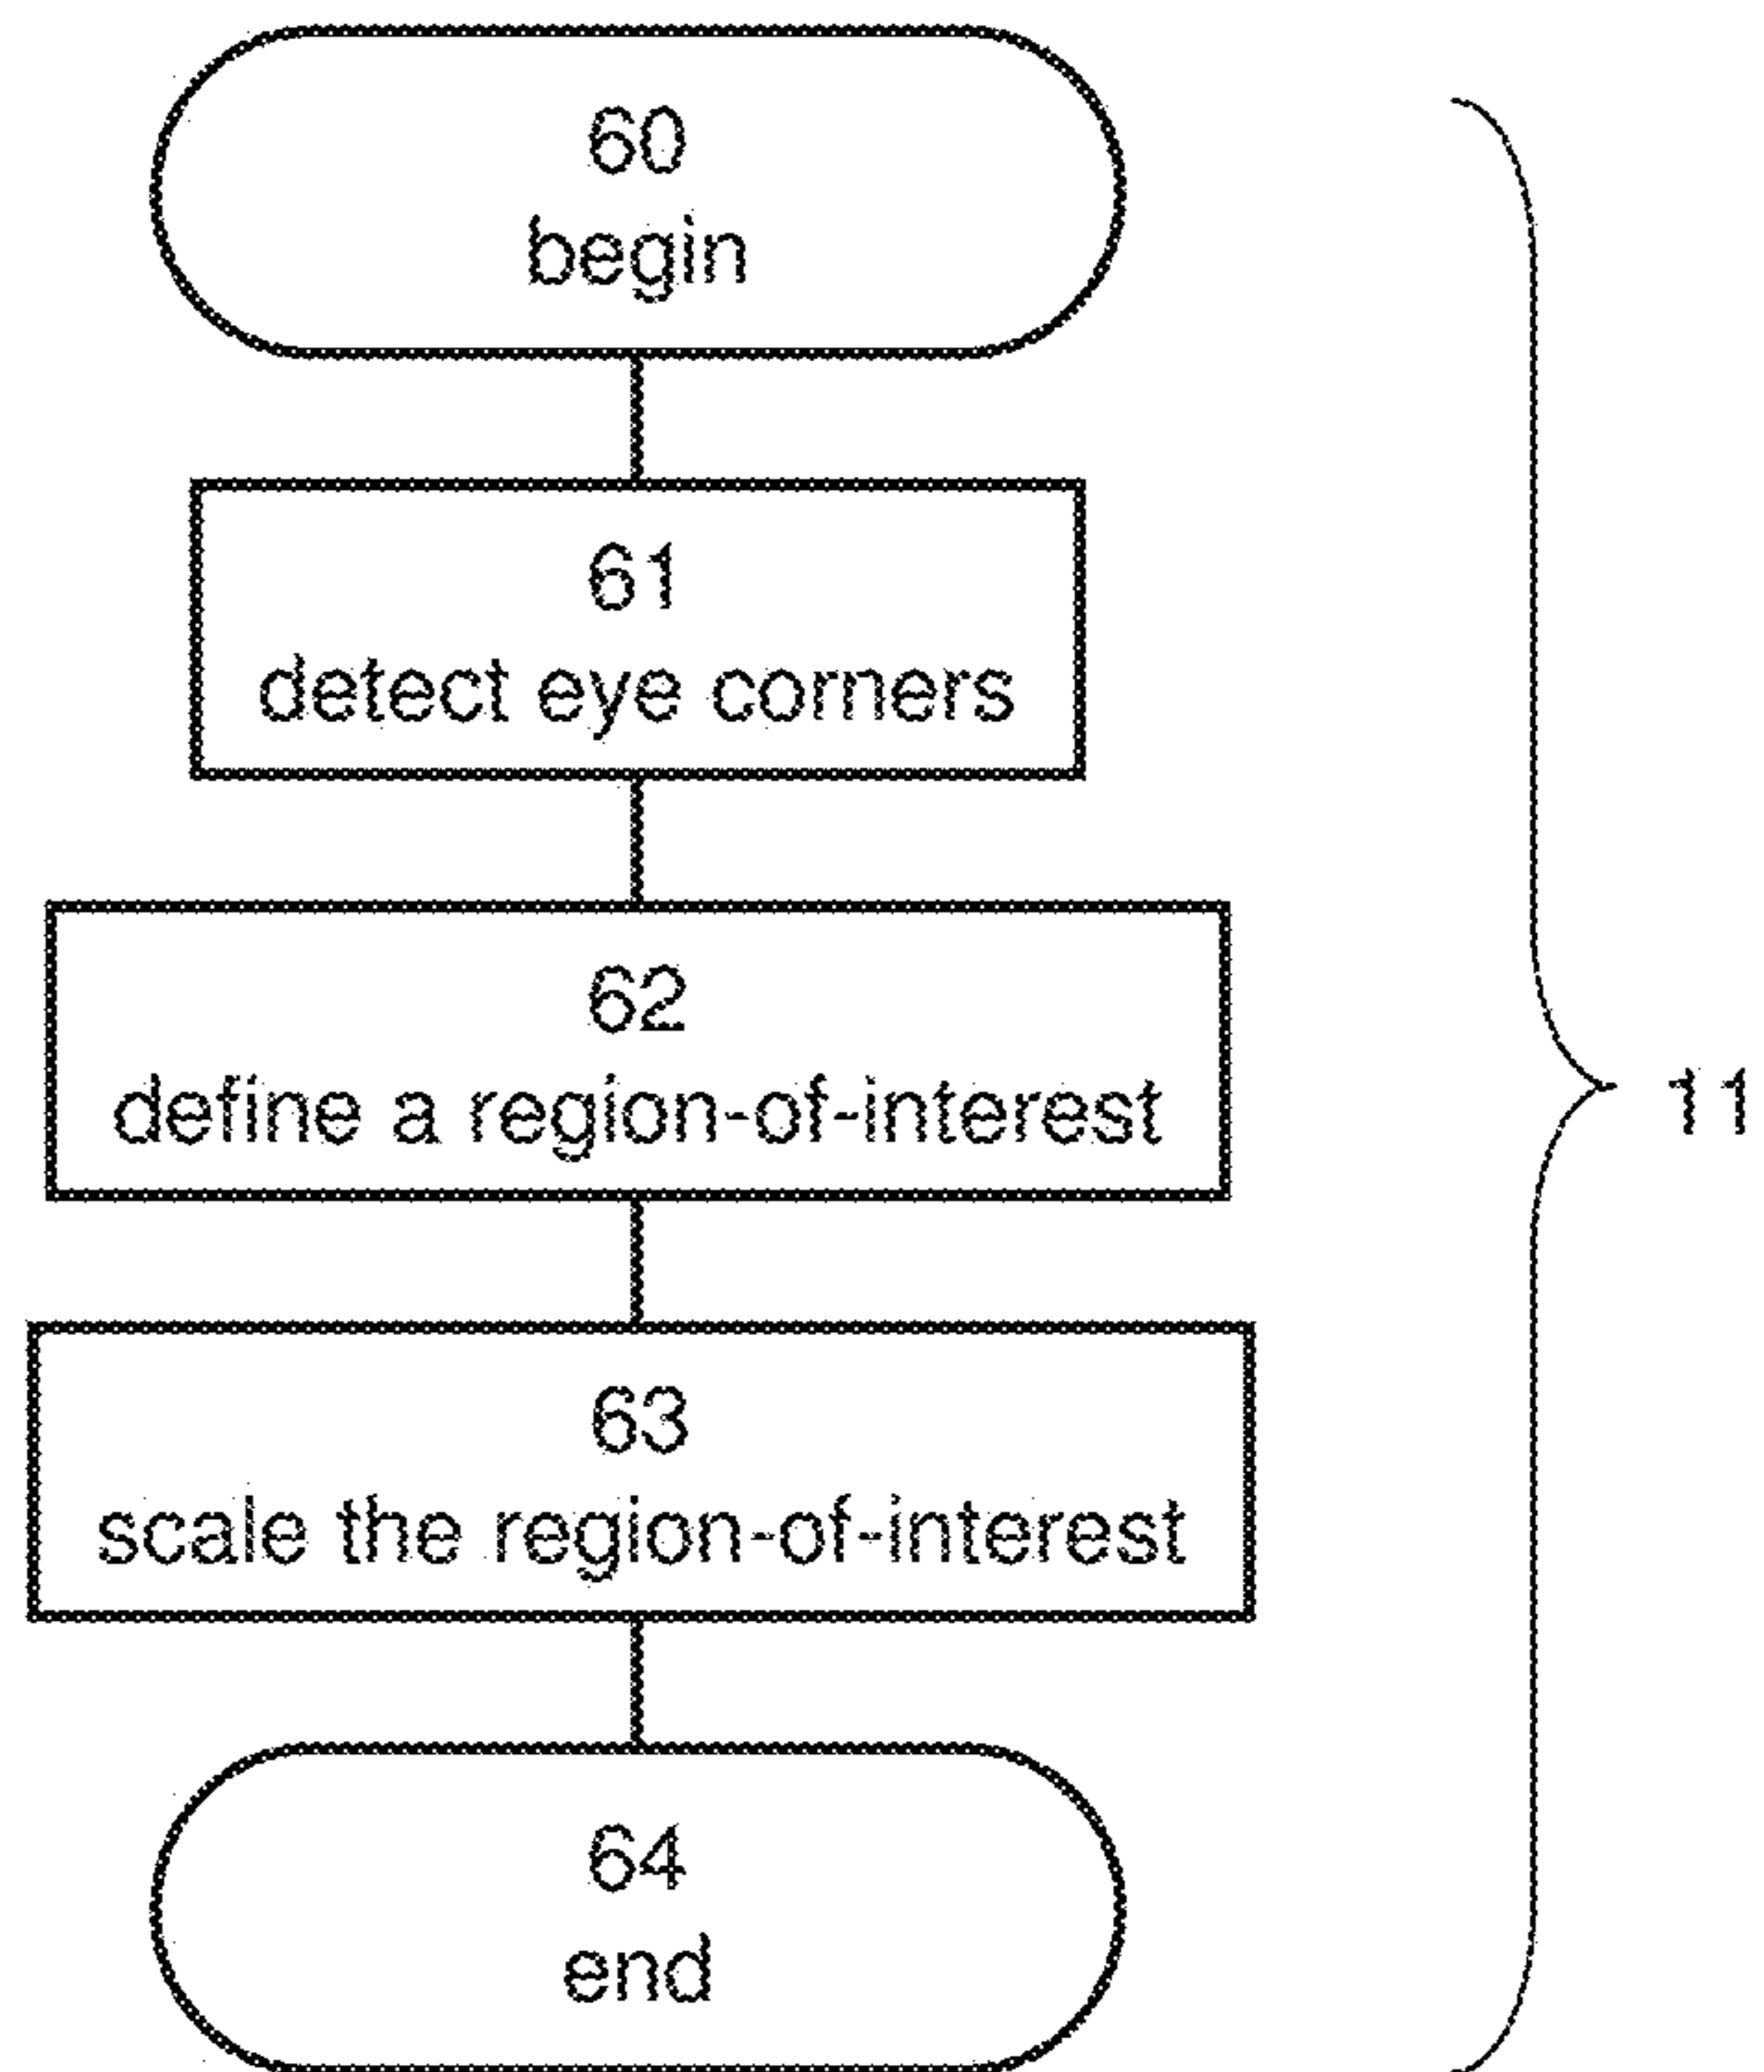 60
begin
61
detect eye corners
62
define a region-of-interest
11
63
scale the region-of-interest
64
end